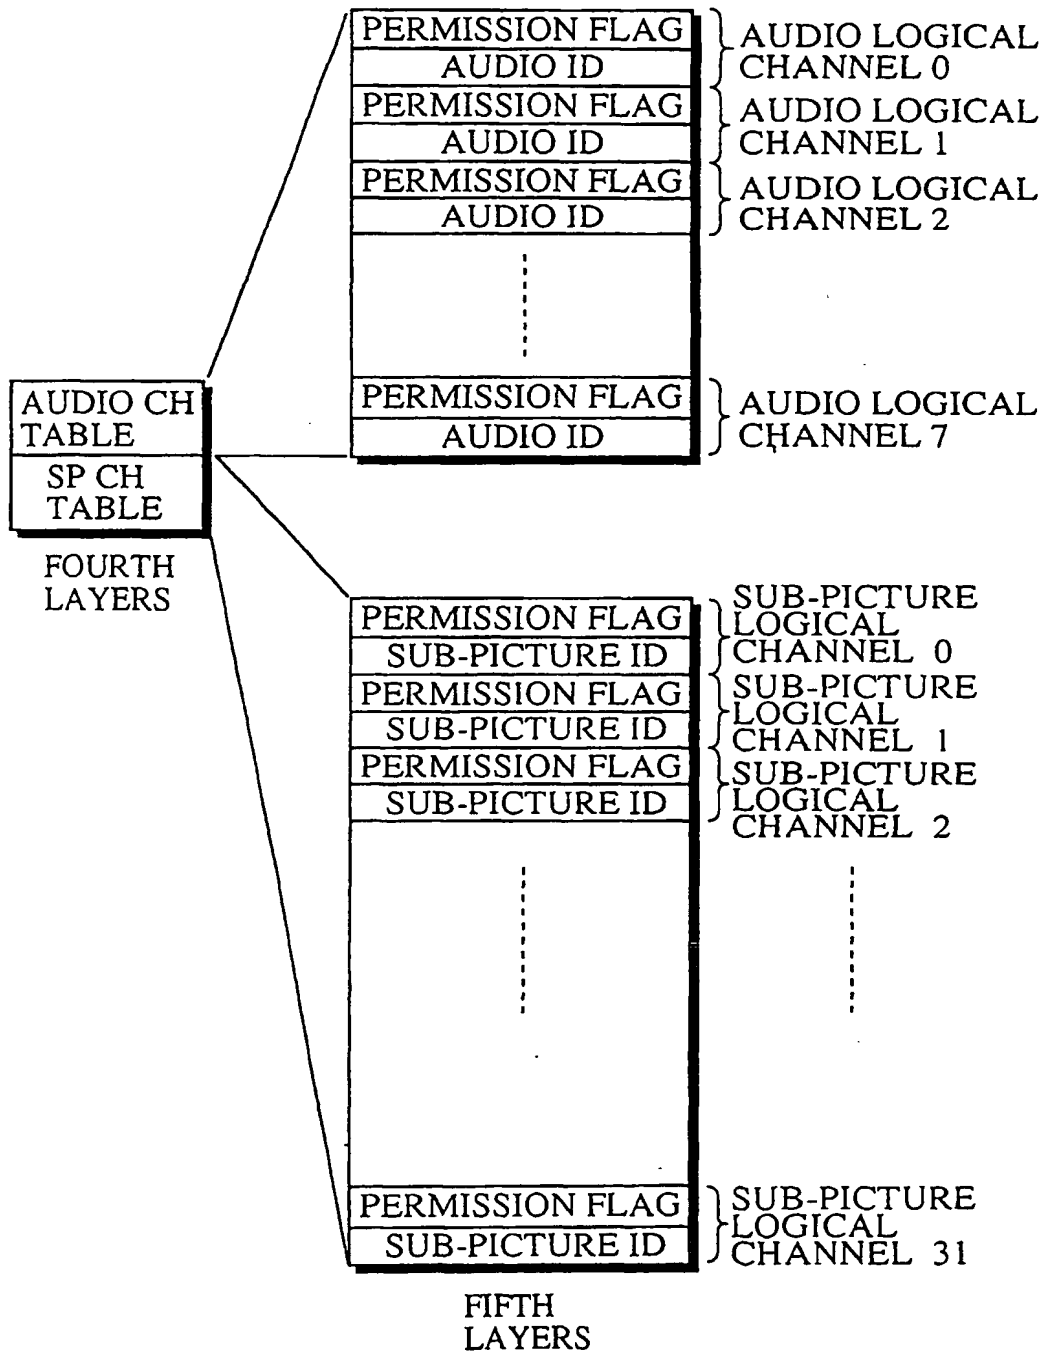 PERMISSION FLAG
AUDIO ID
AUDIO LOGICAL
CHANNEL 0
PERMISSION FLAG
AUDIO ID
AUDIO LOGICAL
CHANNEL 1
PERMISSION FLAG
AUDIO ID
AUDIO LOGICAL
CHANNEL 2
PERMISSION FLAG
AUDIO ID
AUDIO LOGICAL
CHANNEL 7
AUDIO CH
TABLE
SP CH
TABLE
FOURTH
LAYERS
PERMISSION FLAG
SUB-PICTURE ID
SUB-PICTURE
LOGICAL
CHANNEL 0
PERMISSION FLAG
SUB-PICTURE ID
SUB-PICTURE
LOGICAL
CHANNEL 1
PERMISSION FLAG
SUB-PICTURE ID
SUB-PICTURE
LOGICAL
CHANNEL 2
PERMISSION FLAG
SUB-PICTURE ID
SUB-PICTURE
LOGICAL
CHANNEL 31
FIFTH
LAYERS